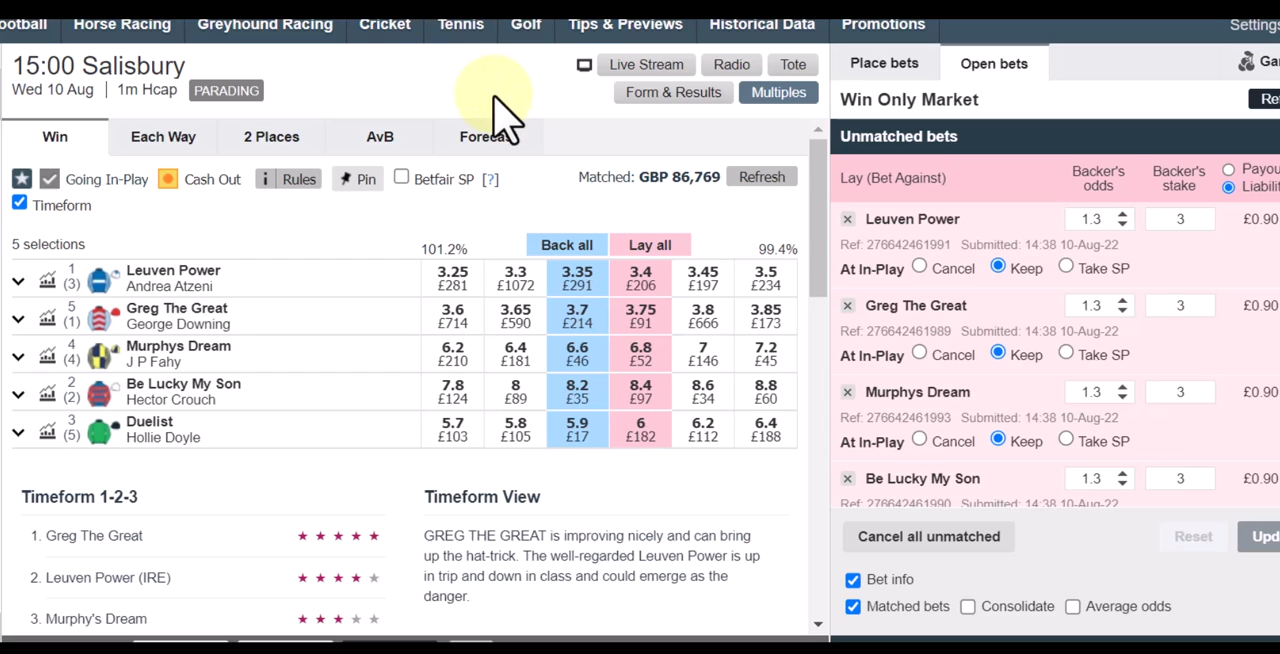 ootball Horse Racing Greyhound Racing Cricket Tennis Golf Tips & Previews Historical Data Promotions Settings
15:00 Salisbury
Wed 10 Aug | 1m Hcap PARADING
Live Stream Radio Tote
Form & Results Multiples
Win Each Way 2 Places AvB Forecast
Going In-Play Cash Out i Rules Pin Betfair SP [?] Matched: GBP 86,769 Refresh
Timeform
5 selections 101.2% Back all Lay all 99.4%
1 Leuven Power 3.25 3.3 3.35 3.4 3.45 3.5
(3) Andrea Atzeni £281 £1072 £291 £206 £197 £234
5 Greg The Great 3.6 3.65 3.7 3.75 3.8 3.85
(1) George Downing £714 £590 £214 £91 £666 £173
4 Murphys Dream 6.2 6.4 6.6 6.8 7 7.2
(4) J P Fahy £210 £181 £46 £52 £146 £45
2 Be Lucky My Son 7.8 8 8.2 8.4 8.6 8.8
(2) Hector Crouch £124 £89 £35 £97 £34 £60
3 Duelist 5.7 5.8 5.9 6 6.2 6.4
(5) Hollie Doyle £103 £105 £17 £182 £112 £188
Timeform 1-2-3
1. Greg The Great
2. Leuven Power (IRE)
3. Murphy's Dream
Timeform View
GREG THE GREAT is improving nicely and can bring
up the hat-trick. The well-regarded Leuven Power is up
in trip and down in class and could emerge as the
danger.
Place bets Open bets Ga
Win Only Market Re
Unmatched bets
Lay (Bet Against) Backer's odds Backer's stake Payou
Liabilit
Leuven Power 1.3 3 £0.90
Ref: 276642461991 Submitted: 14:38 10-Aug-22
At In-Play Cancel Keep Take SP
Greg The Great 1.3 3 £0.90
Ref: 276642461989 Submitted: 14:38 10-Aug-22
At In-Play Cancel Keep Take SP
Murphys Dream 1.3 3 £0.90
Ref: 276642461993 Submitted: 14:38 10-Aug-22
At In-Play Cancel Keep Take SP
Be Lucky My Son 1.3 3 £0.90
Ref: 276642461990 Submitted: 14:38 10-Aug-22
Cancel all unmatched Reset Upd
Bet info
Matched bets Consolidate Average odds